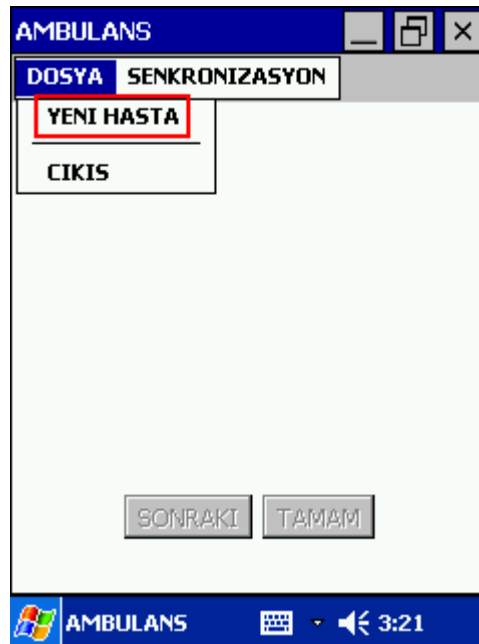 AMBULANS
DOSYA SENKRONIZASYON
YENI HASTA
CIKIS
SONRAKI TAMAM
AMBULANS 3:21